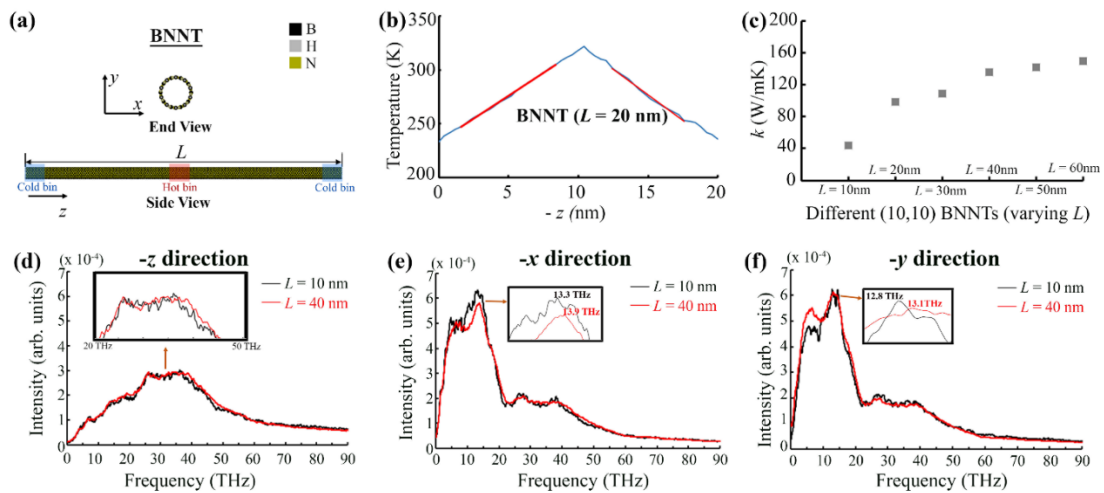 (a)
BNNT
B
H
N
y
x
End View
L
Cold bin
Hot bin
Cold bin
z
Side View
(b)
Temperature (K)
350
300
250
200
BNNT (L = 20 nm)
0 5 10 15 20
- z (nm)
(c)
k (W/mK)
200
160
120
80
40
0
L = 10nm
L = 20nm
L = 30nm
L = 40nm
L = 50nm
L = 60nm
Different (10,10) BNNTs (varying L)
(d)
-z direction
(x 10⁻⁴)
Intensity (arb. units)
7
6
5
4
3
2
1
0
L = 10 nm
L = 40 nm
20 THz
50 THz
0 10 20 30 40 50 60 70 80 90
Frequency (THz)
(e)
-x direction
(x 10⁻⁴)
Intensity (arb. units)
7
6
5
4
3
2
1
0
L = 10 nm
L = 40 nm
13.3 THz
13.9 THz
0 10 20 30 40 50 60 70 80 90
Frequency (THz)
(f)
-y direction
(x 10⁻⁴)
Intensity (arb. units)
7
6
5
4
3
2
1
0
L = 10 nm
L = 40 nm
12.8 THz
13.1THz
0 10 20 30 40 50 60 70 80 90
Frequency (THz)